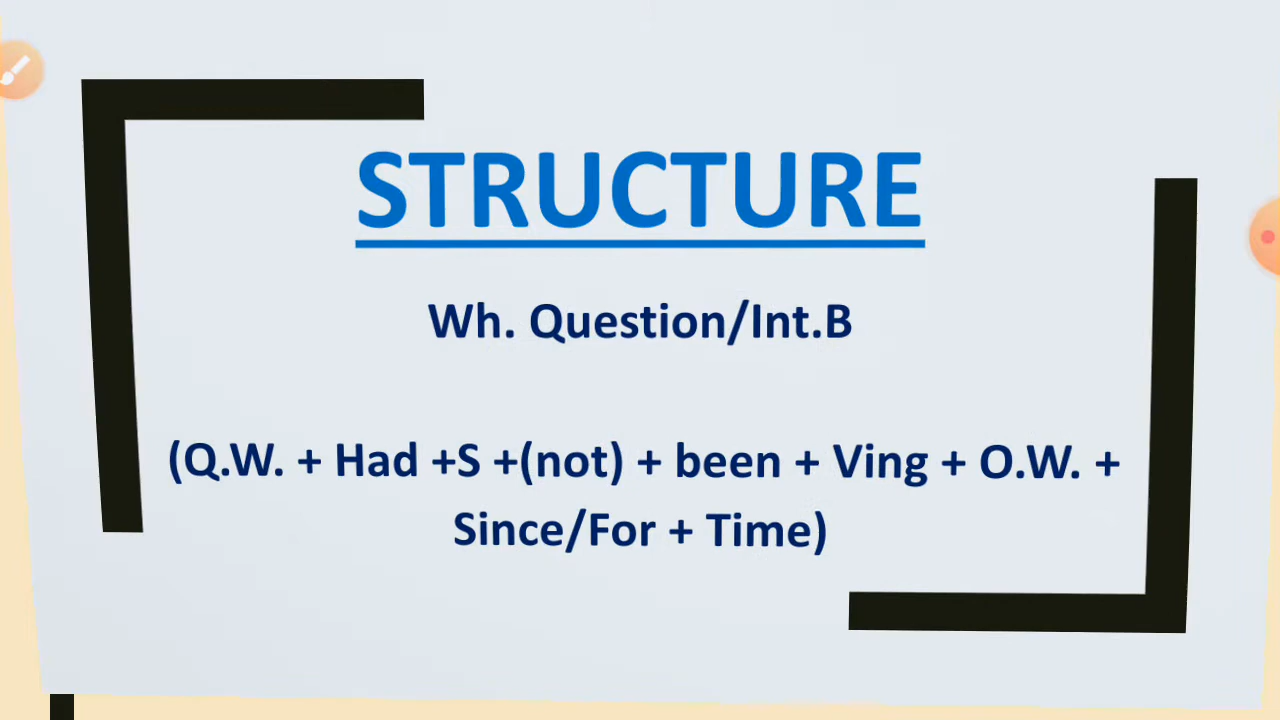 STRUCTURE
Wh. Question/Int.B
(Q.W. + Had +S +(not) + been + Ving + O.W. +
Since/For + Time)